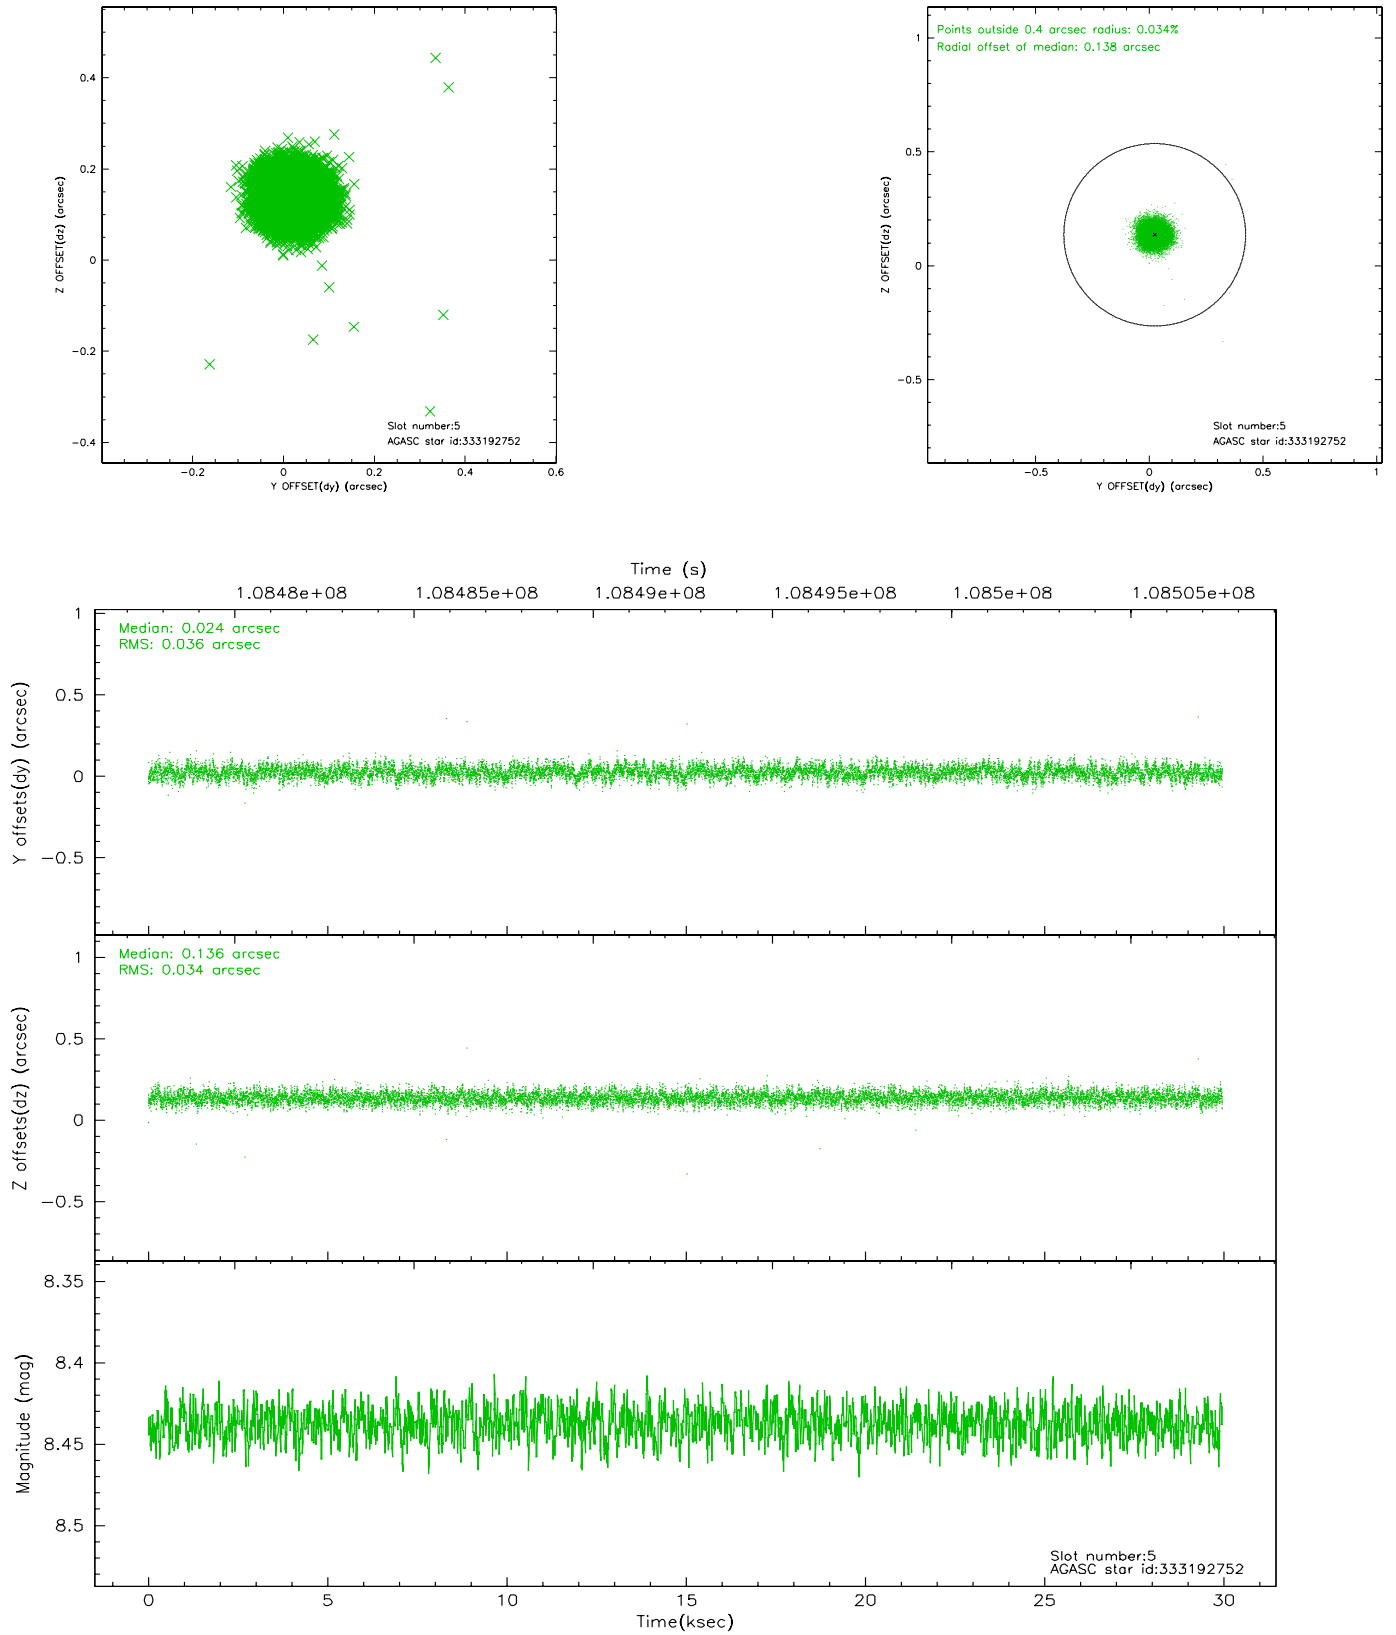 0.4
0.2
0
−0.2
−0.4
−0.2
0
0.2
0.4
0.6
Z OFFSET(dz) (arcsec)
Y OFFSET(dy) (arcsec)
Slot number:5
AGASC star id:333192752
Points outside 0.4 arcsec radius: 0.034%
Radial offset of median: 0.138 arcsec
1
0.5
0
−0.5
−0.5
0
0.5
1
Z OFFSET(dz) (arcsec)
Y OFFSET(dy) (arcsec)
Slot number:5
AGASC star id:333192752
Time (s)
1.0848e+08
1.08485e+08
1.0849e+08
1.08495e+08
1.085e+08
1.08505e+08
Median: 0.024 arcsec
RMS: 0.036 arcsec
1
0.5
0
−0.5
Y offsets(dy) (arcsec)
Median: 0.136 arcsec
RMS: 0.034 arcsec
1
0.5
0
−0.5
Z offsets(dz) (arcsec)
8.35
8.4
8.45
8.5
Magnitude (mag)
Slot number:5
AGASC star id:333192752
0
5
10
15
20
25
30
Time(ksec)